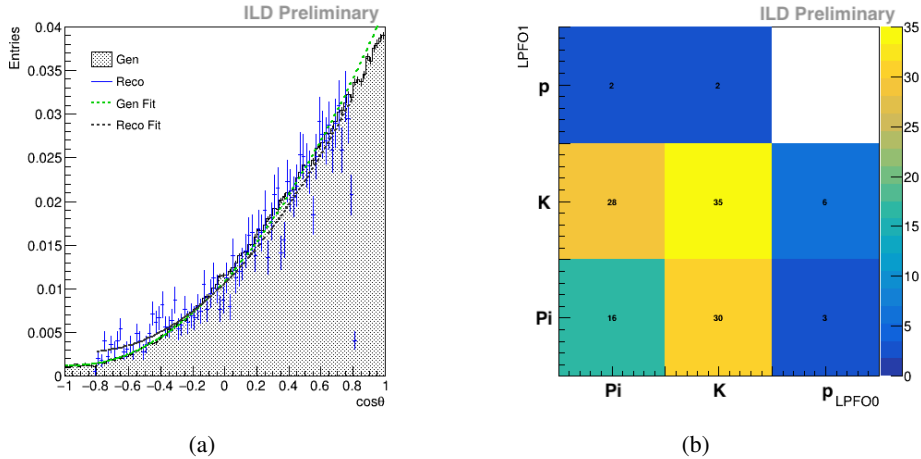 ILD Preliminary
Entries
0.04
0.035
0.03
0.025
0.02
0.015
0.01
0.005
0
Gen
Reco
Gen Fit
Reco Fit
−1 −0.8 −0.6 −0.4 −0.2 0 0.2 0.4 0.6 0.8 1
cosθ
(a)
ILD Preliminary
LPFO1
p 2 2
K 28 35 6
Pi 16 30 3
Pi K p LPFO0
35
30
25
20
15
10
5
0
(b)